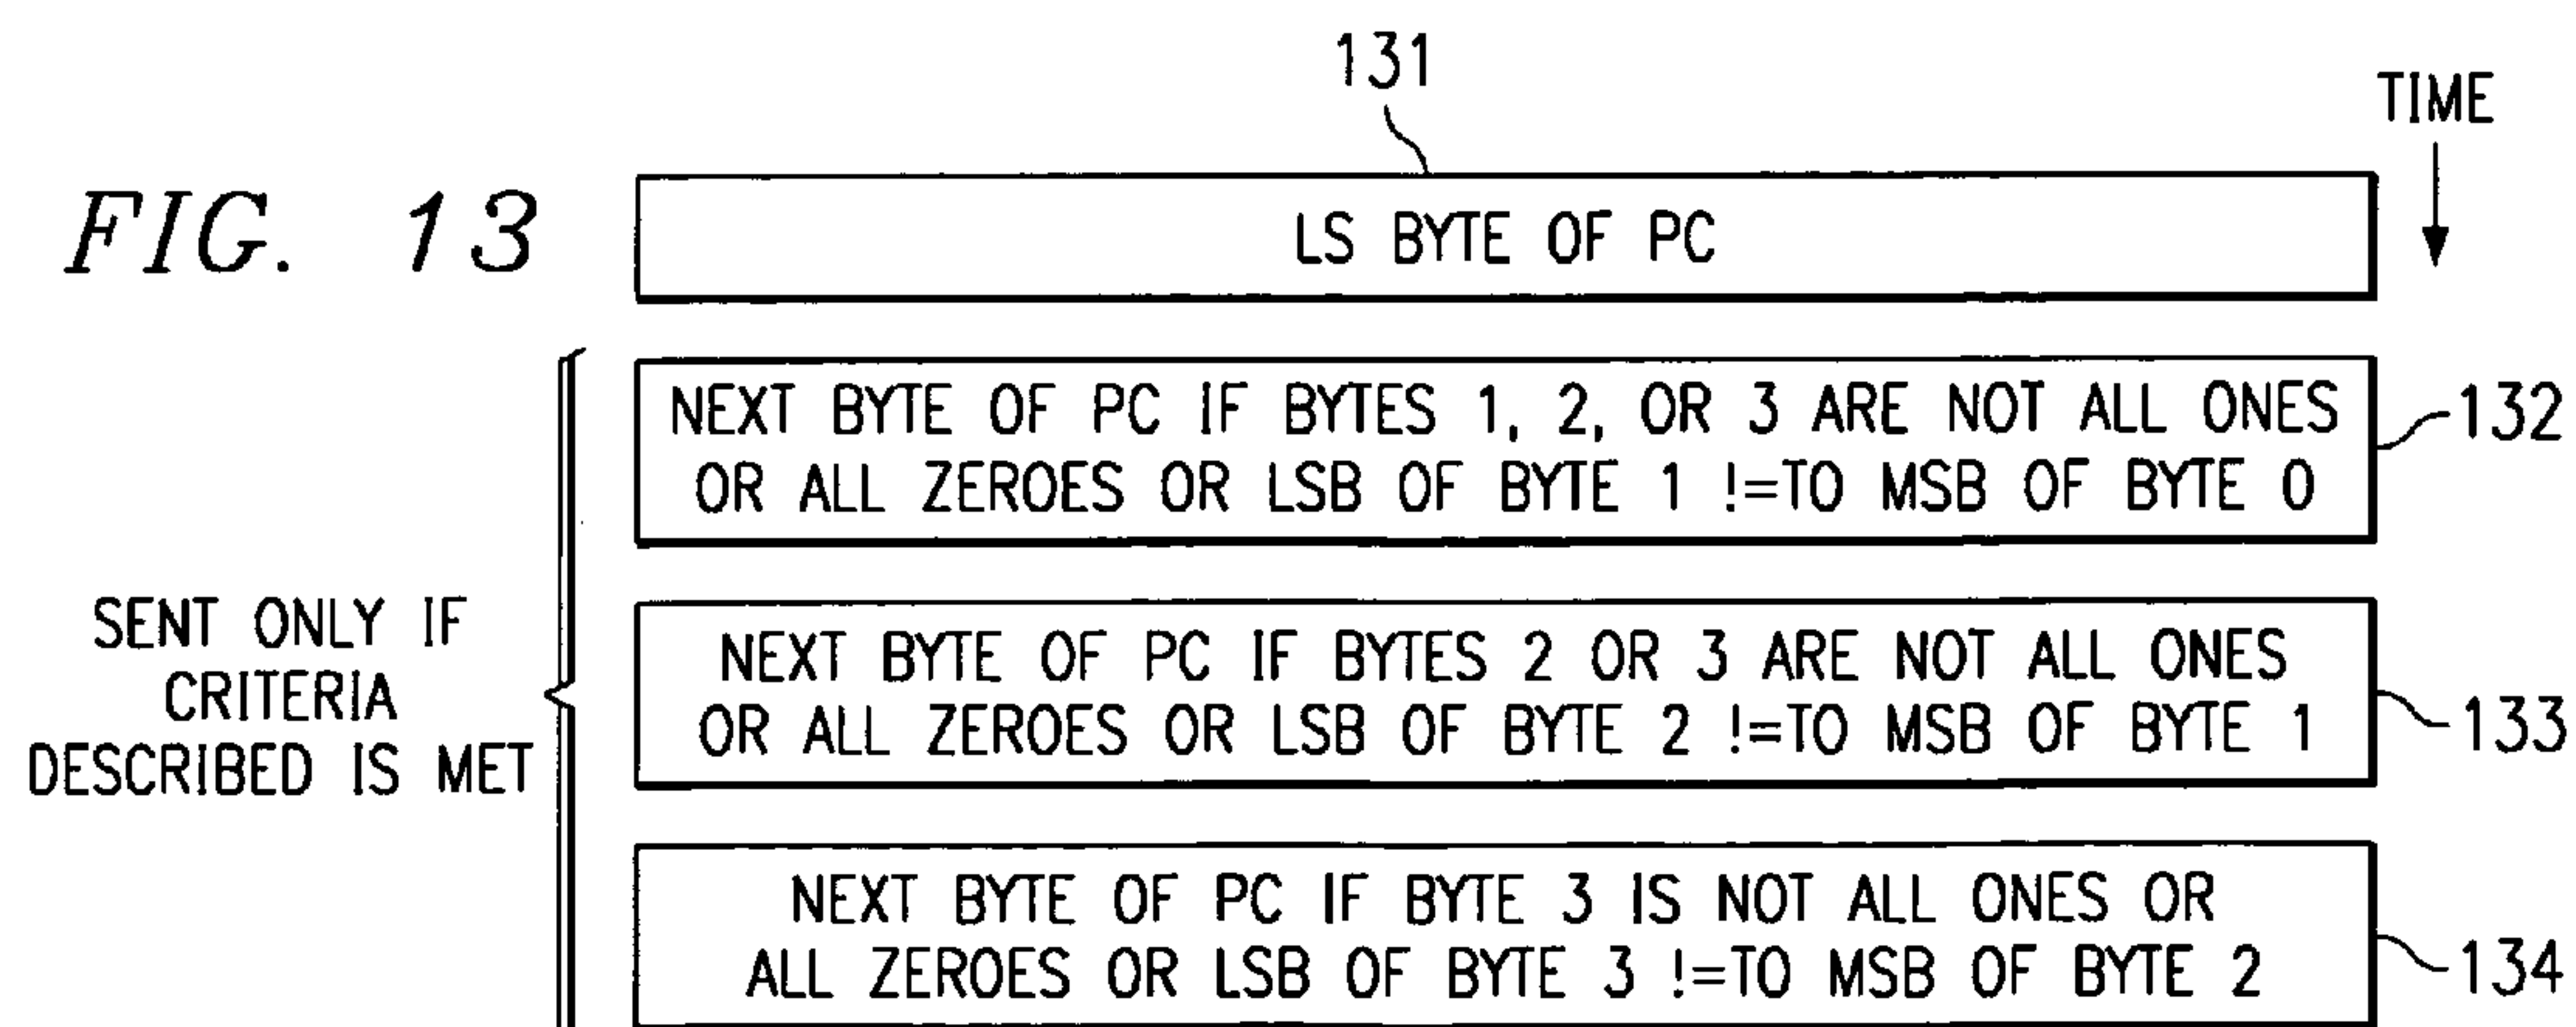 131
TIME
FIG. 13
LS BYTE OF PC
NEXT BYTE OF PC IF BYTES 1, 2, OR 3 ARE NOT ALL ONES
OR ALL ZEROES OR LSB OF BYTE 1 !=TO MSB OF BYTE 0
132
SENT ONLY IF
CRITERIA
DESCRIBED IS MET
NEXT BYTE OF PC IF BYTES 2 OR 3 ARE NOT ALL ONES
OR ALL ZEROES OR LSB OF BYTE 2 !=TO MSB OF BYTE 1
133
NEXT BYTE OF PC IF BYTE 3 IS NOT ALL ONES OR
ALL ZEROES OR LSB OF BYTE 3 !=TO MSB OF BYTE 2
134